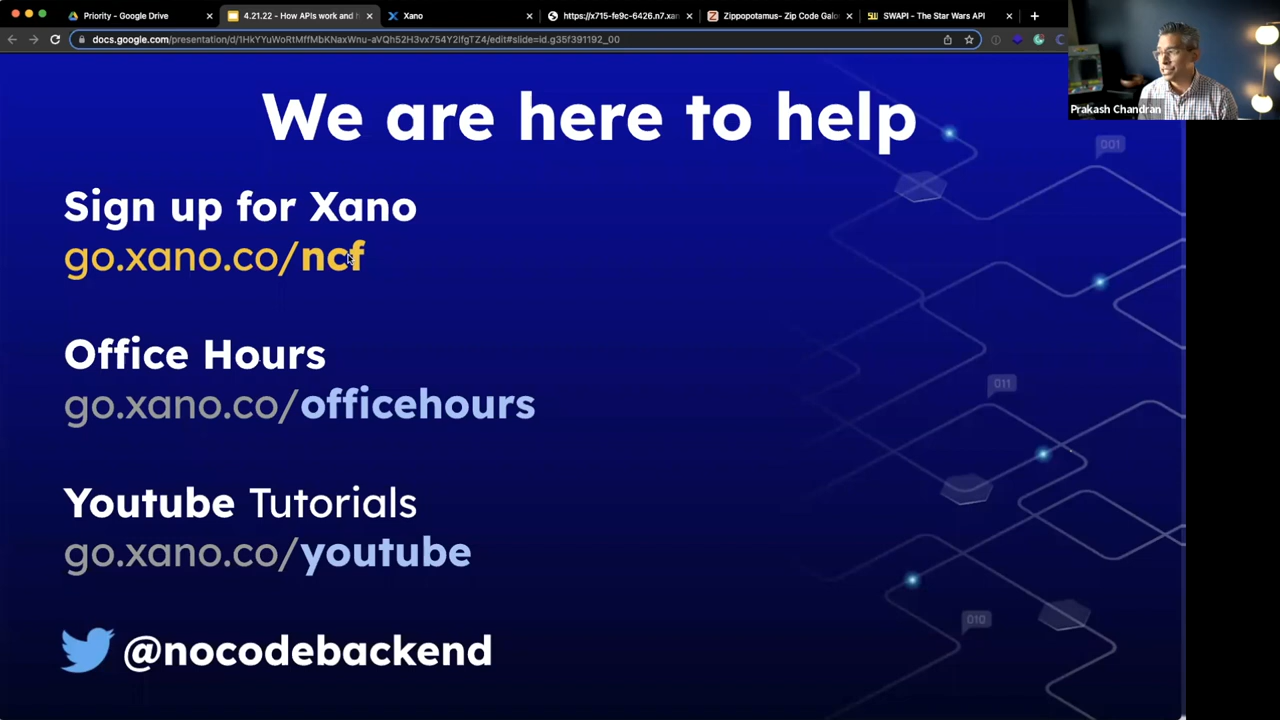 Priority - Google Drive
4.21.22 - How APIs work and h
Xano
https://x715-fe9c-6426.n7.xan
Zippopotamus- Zip Code Galo
SWAPI - The Star Wars API
docs.google.com/presentation/d/1HkYYuWoRtMffMbKNaxWnu-aVQh52H3vx754Y2IfgTZ4/edit#slide=id.g35f391192_00
Prakash Chandran
We are here to help
001
Sign up for Xano
go.xano.co/ncf
Office Hours
011
go.xano.co/officehours
Youtube Tutorials
go.xano.co/youtube
010
@nocodebackend